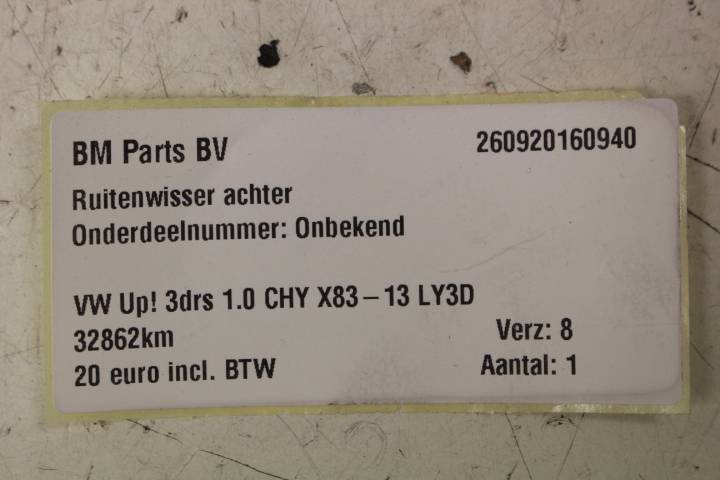 BM Parts BV 260920160940
Ruitenwisser achter
Onderdeelnummer: Onbekend
VW Up! 3drs 1.0 CHY X83-13 LY3D
32862km Verz: 8
20 euro incl. BTW Aantal: 1